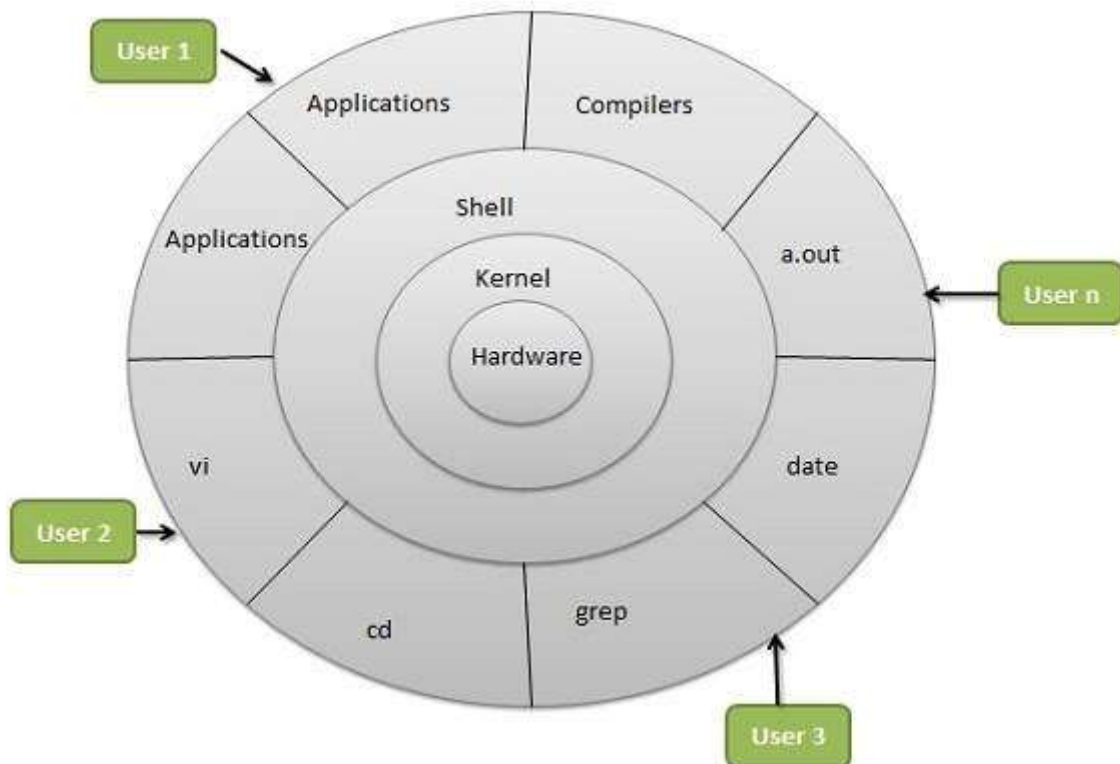 User 1
Applications
Compilers
Shell
Applications
a.out
Kernel
User n
Hardware
vi
date
User 2
cd
grep
User 3